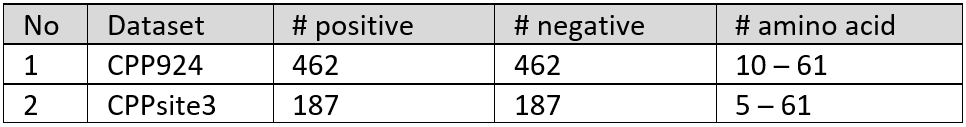 No Dataset # positive # negative # amino acid
1 CPP924 462 462 10 – 61
2 CPPsite3 187 187 5 – 61